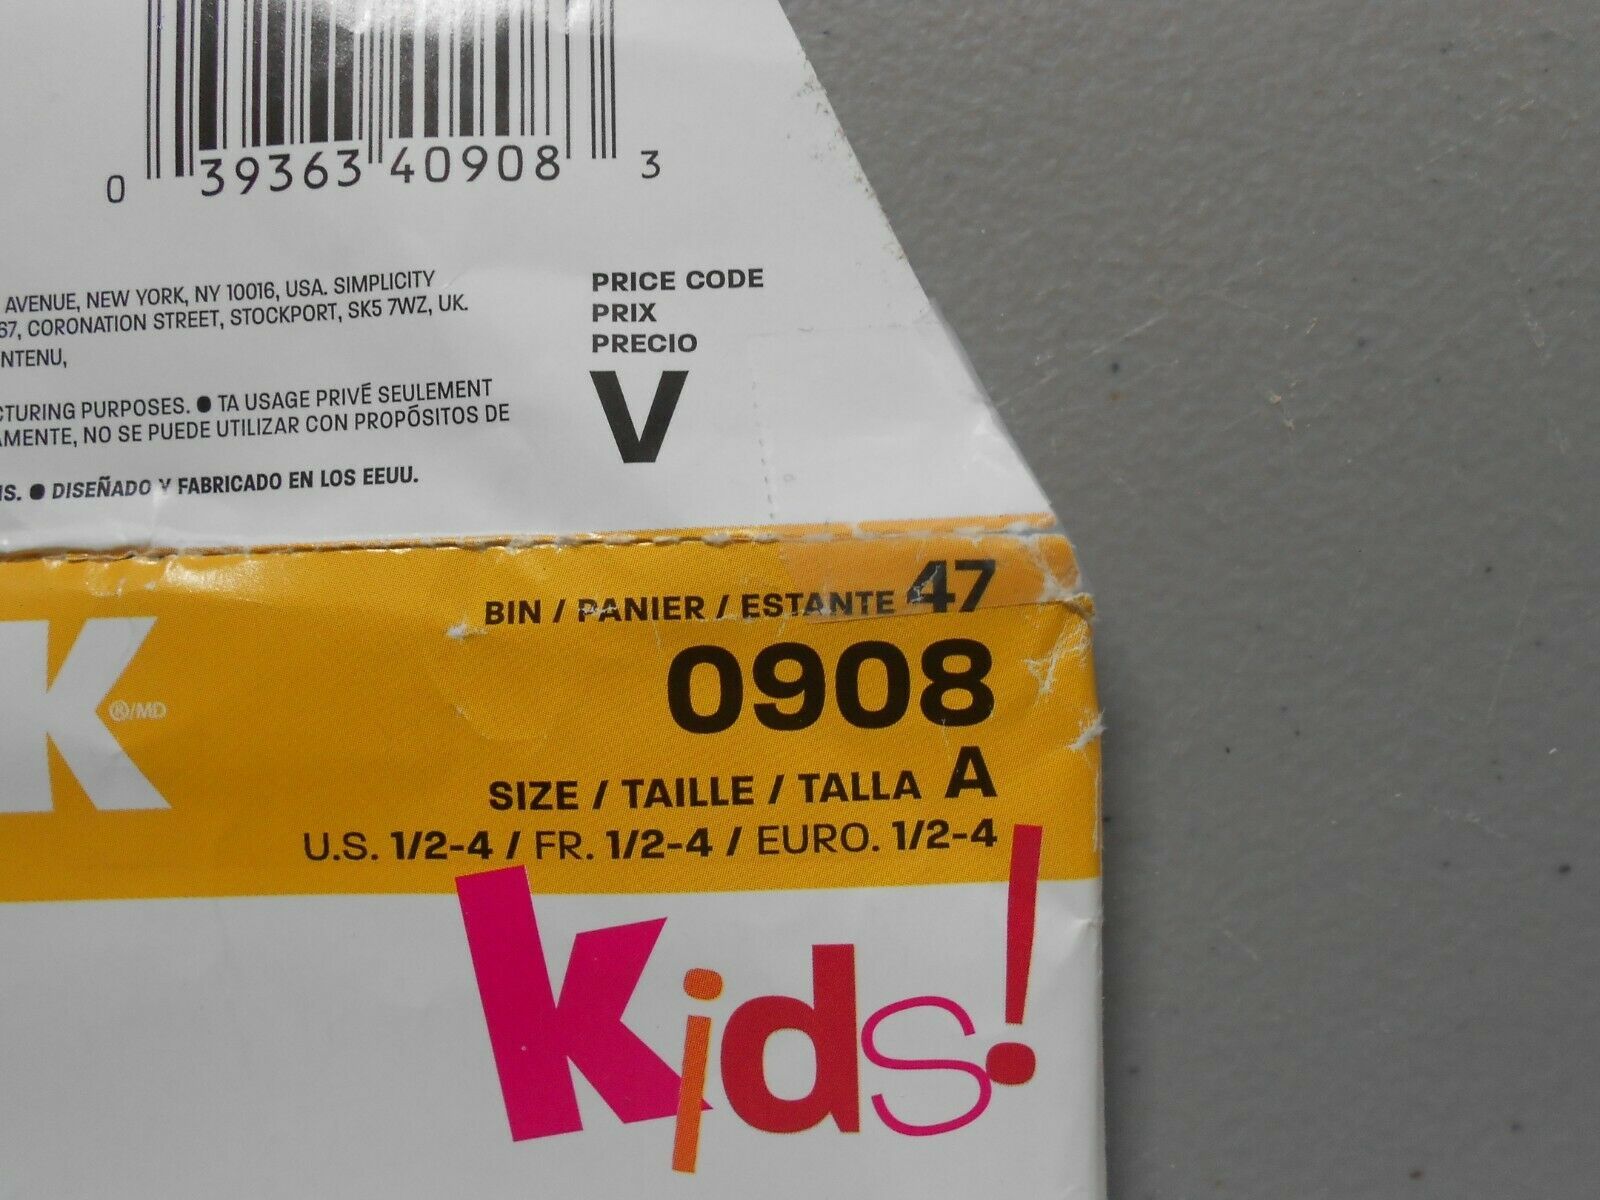 0 39363 40908 3
AVENUE, NEW YORK, NY 10016, USA. SIMPLICITY
67, CORONATION STREET, STOCKPORT, SK5 7WZ, UK.
NTENU,
CTURING PURPOSES. ● TA USAGE PRIVÉ SEULEMENT
AMENTE, NO SE PUEDE UTILIZAR CON PROPÓSITOS DE
IS. ● DISEÑADO Y FABRICADO EN LOS EEUU.
PRICE CODE
PRIX
PRECIO
V
K®/MD
BIN / PANIER / ESTANTE 47
0908
SIZE / TAILLE / TALLA A
U.S. 1/2-4 / FR. 1/2-4 / EURO. 1/2-4
kids!